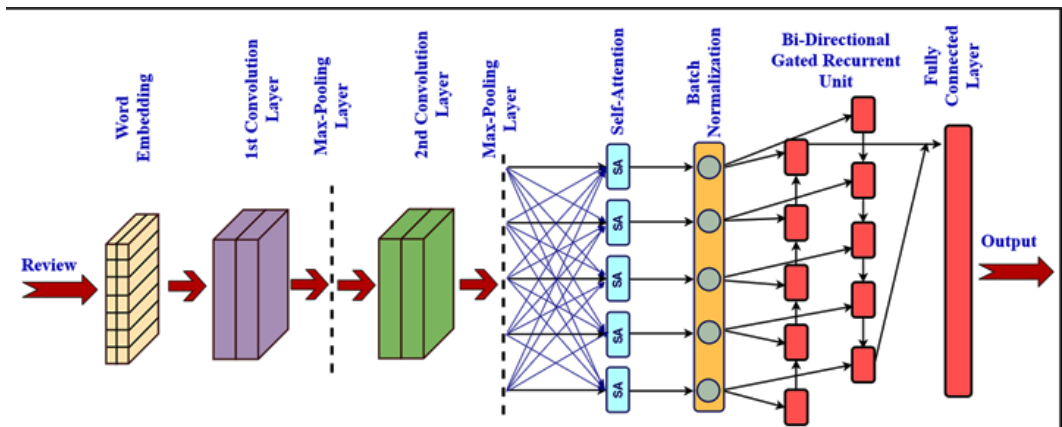 Review
Word
Embedding
1st Convolution
Layer
Max-Pooling
Layer
2nd Convolution
Layer
Max-Pooling
Layer
Self-Attention
SA
SA
SA
SA
SA
Batch
Normalization
Bi-Directional
Gated Recurrent
Unit
Fully
Connected
Layer
Output